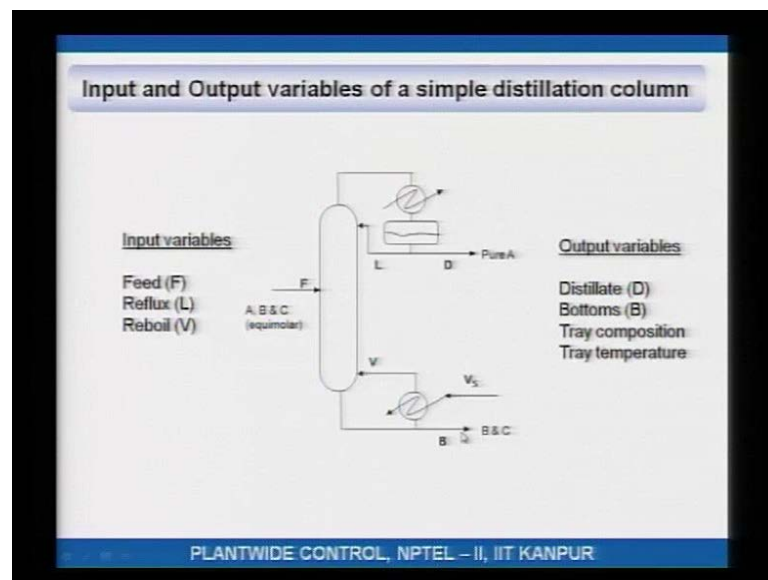 Input and Output variables of a simple distillation column
Input variables
Feed (F)
Reflux (L)
Reboil (V)
F
A, B & C
(equimolar)
L
D
Pure A
V
Vs
B
B & C
Output variables
Distillate (D)
Bottoms (B)
Tray composition
Tray temperature
PLANTWIDE CONTROL, NPTEL – II, IIT KANPUR